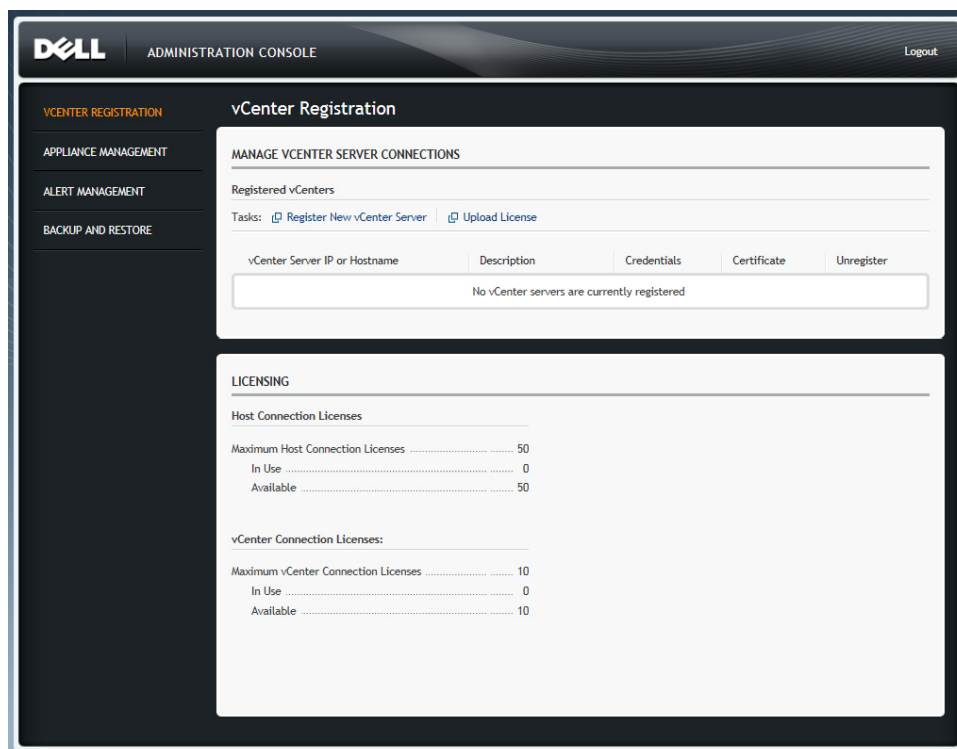 DELL ADMINISTRATION CONSOLE Logout
VCENTER REGISTRATION
APPLIANCE MANAGEMENT
ALERT MANAGEMENT
BACKUP AND RESTORE
vCenter Registration
MANAGE VCENTER SERVER CONNECTIONS
Registered vCenters
Tasks: Register New vCenter Server Upload License
vCenter Server IP or Hostname Description Credentials Certificate Unregister
No vCenter servers are currently registered
LICENSING
Host Connection Licenses
Maximum Host Connection Licenses 50
In Use 0
Available 50
vCenter Connection Licenses:
Maximum vCenter Connection Licenses 10
In Use 0
Available 10